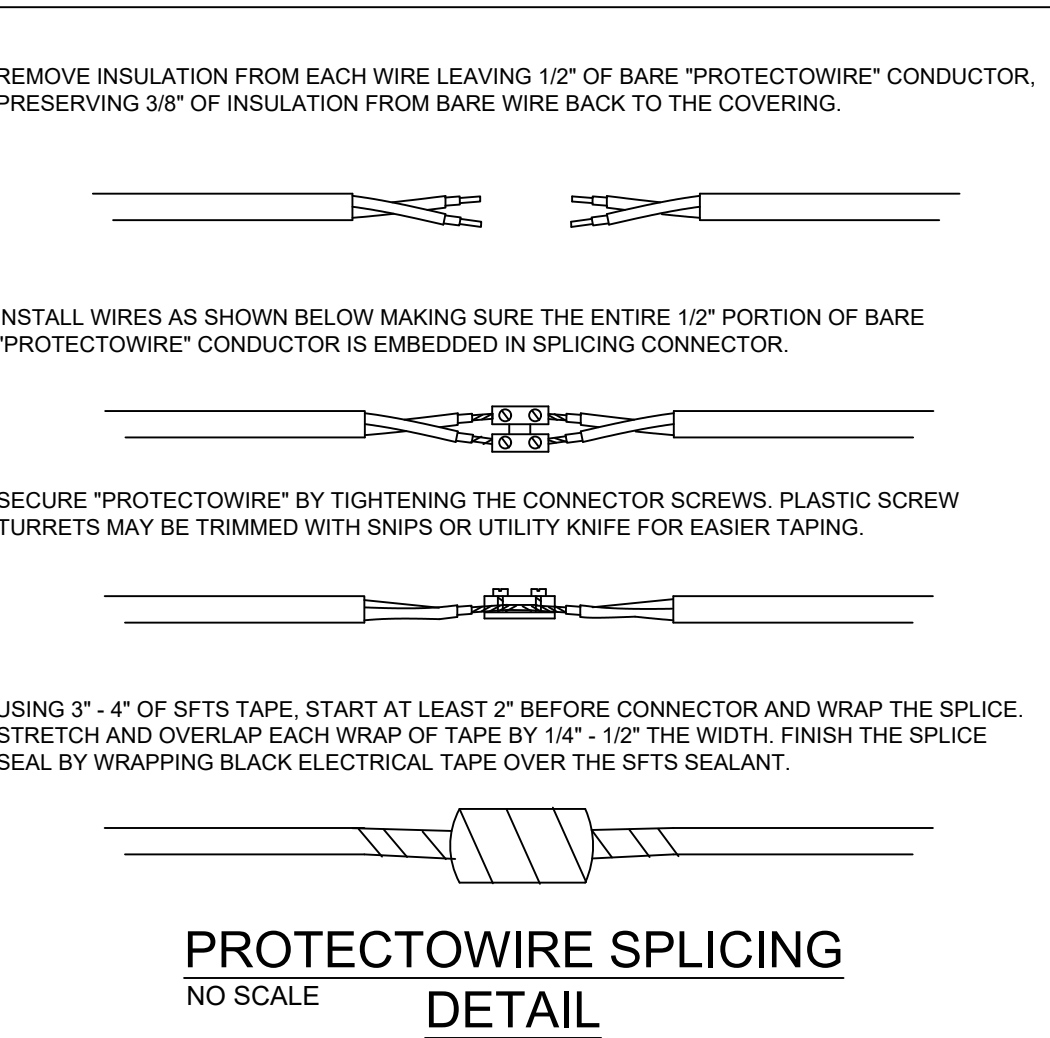 REMOVE INSULATION FROM EACH WIRE LEAVING 1/2" OF BARE "PROTECTOWIRE" CONDUCTOR,
PRESERVING 3/8" OF INSULATION FROM BARE WIRE BACK TO THE COVERING.
INSTALL WIRES AS SHOWN BELOW MAKING SURE THE ENTIRE 1/2" PORTION OF BARE
"PROTECTOWIRE" CONDUCTOR IS EMBEDDED IN SPLICING CONNECTOR.
SECURE "PROTECTOWIRE" BY TIGHTENING THE CONNECTOR SCREWS. PLASTIC SCREW
TURRETS MAY BE TRIMMED WITH SNIPS OR UTILITY KNIFE FOR EASIER TAPING.
USING 3" - 4" OF SFTS TAPE, START AT LEAST 2" BEFORE CONNECTOR AND WRAP THE SPLICE.
STRETCH AND OVERLAP EACH WRAP OF TAPE BY 1/4" - 1/2" THE WIDTH. FINISH THE SPLICE
SEAL BY WRAPPING BLACK ELECTRICAL TAPE OVER THE SFTS SEALANT.
PROTECTOWIRE SPLICING
NO SCALE
DETAIL